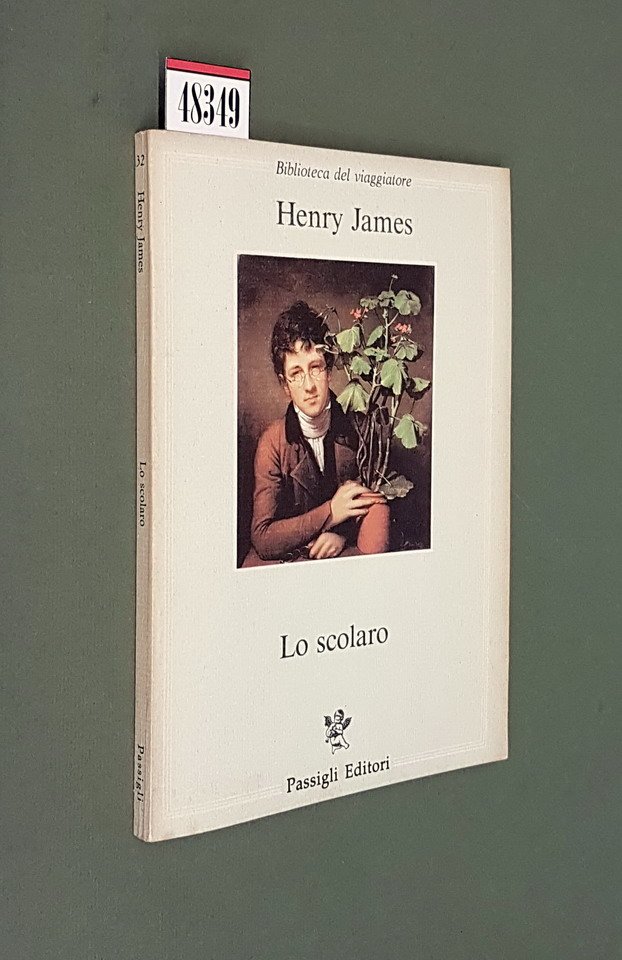 48349
Biblioteca del viaggiatore
Henry James
Lo scolaro
Passigli Editori
32
Henry James
Lo scolaro
Passigli